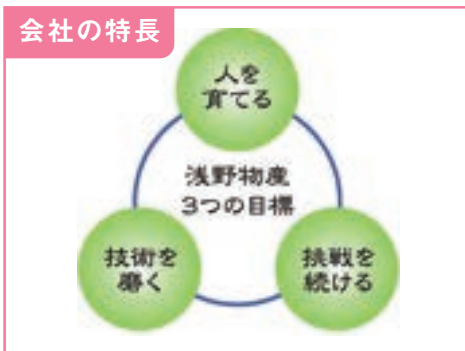 会社の特長
人を
育てる
浅野物産
3つの目標
技術を
磨く
挑戦を
続ける